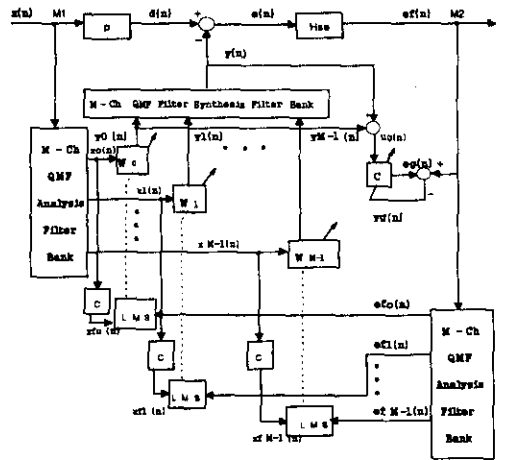 x(n) M1 d(n) e(n) ef(n) M2
P + Hse
−
y(n)
M - Ch QMF Filter Synthesis Filter Bank
y0 (n) y1(n) yM-1 (n) u0(n)
x0(n)
M - Ch
QMF
Analysis
Filter
Bank
W 0
C
eg(n) +
−
x1(n) W 1
yw(n)
x M-1(n)
W M-1
C
L M S
ef0(n)
xf0 (n)
M - Ch
QMF
Analysis
Filter
Bank
C C
ef1(n)
L M S
xf1 (n)
ef M-1(n)
L M S
xf M-1 (n)